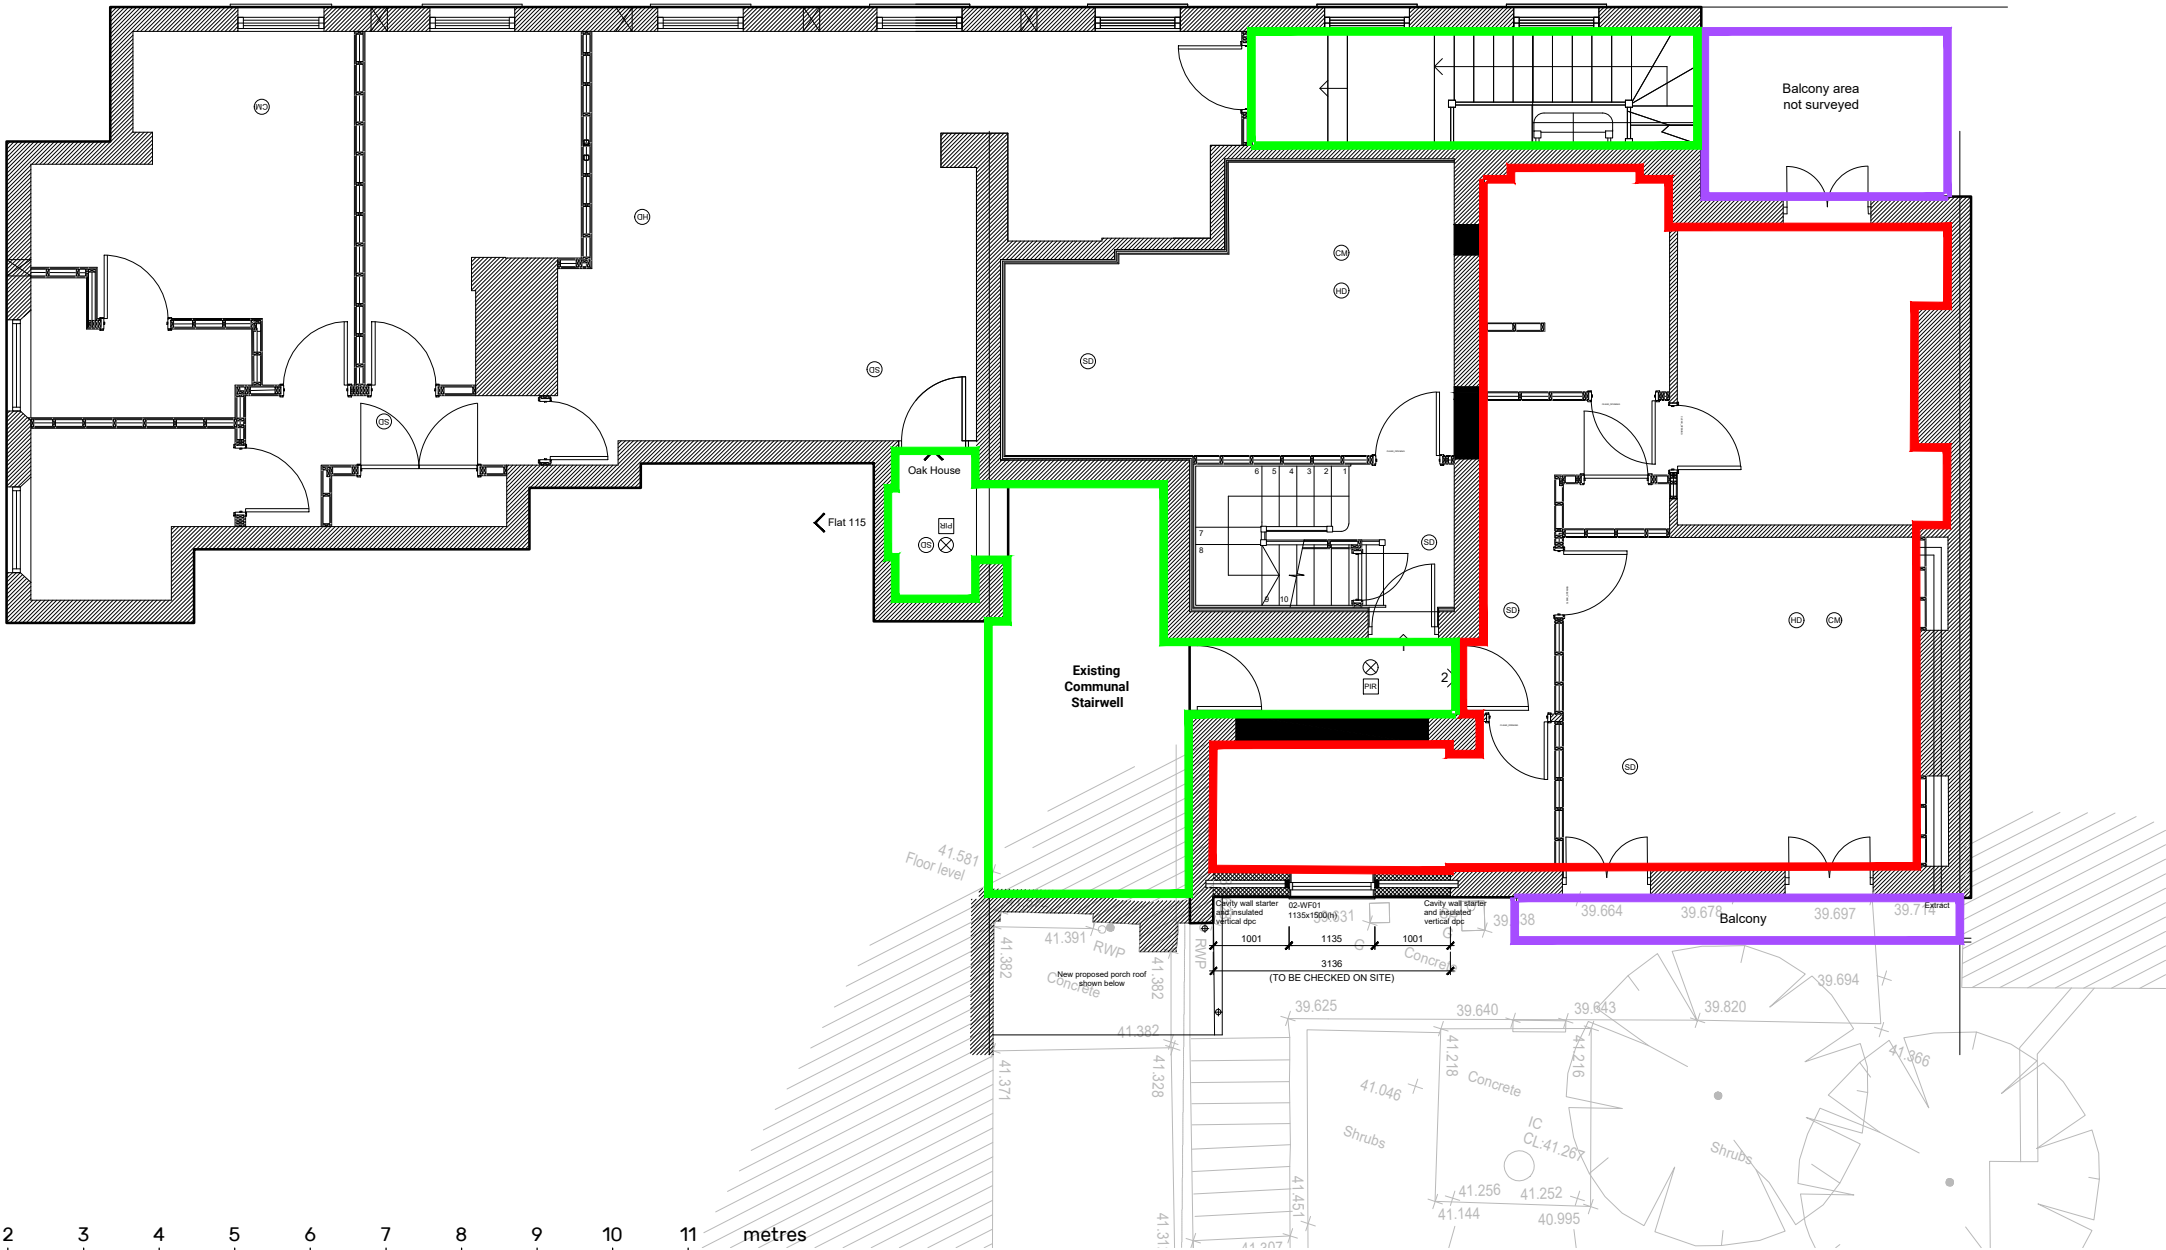 Balcony area
not surveyed
CM
HD
SD
CM
HD
SD
SD
Oak House
Flat 115
PIR
SD
6 5 4 3 2 1
7
8
9 10
SD
SD
HD CM
Existing
Communal
Stairwell
PIR
2
SD
41.581
Floor level
Cavity wall starter
and insulated
vertical dpc
02-WF01
1135x1500(h)
Cavity wall starter
and insulated
vertical dpc
39.664
39.678
39.697
39.714
Extract
Balcony
1001 1135 1001
3136
(TO BE CHECKED ON SITE)
41.391
RWP
RWP
41.382
41.382
Concrete
New proposed porch roof
shown below
G
Concrete
39.694
39.625
39.640
39.643
39.820
41.382
41.371
41.328
41.218
41.216
41.366
41.046
Concrete
Shrubs
IC
CL:41.267
Shrubs
41.256
41.252
41.144
40.995
41.451
2 3 4 5 6 7 8 9 10 11 metres